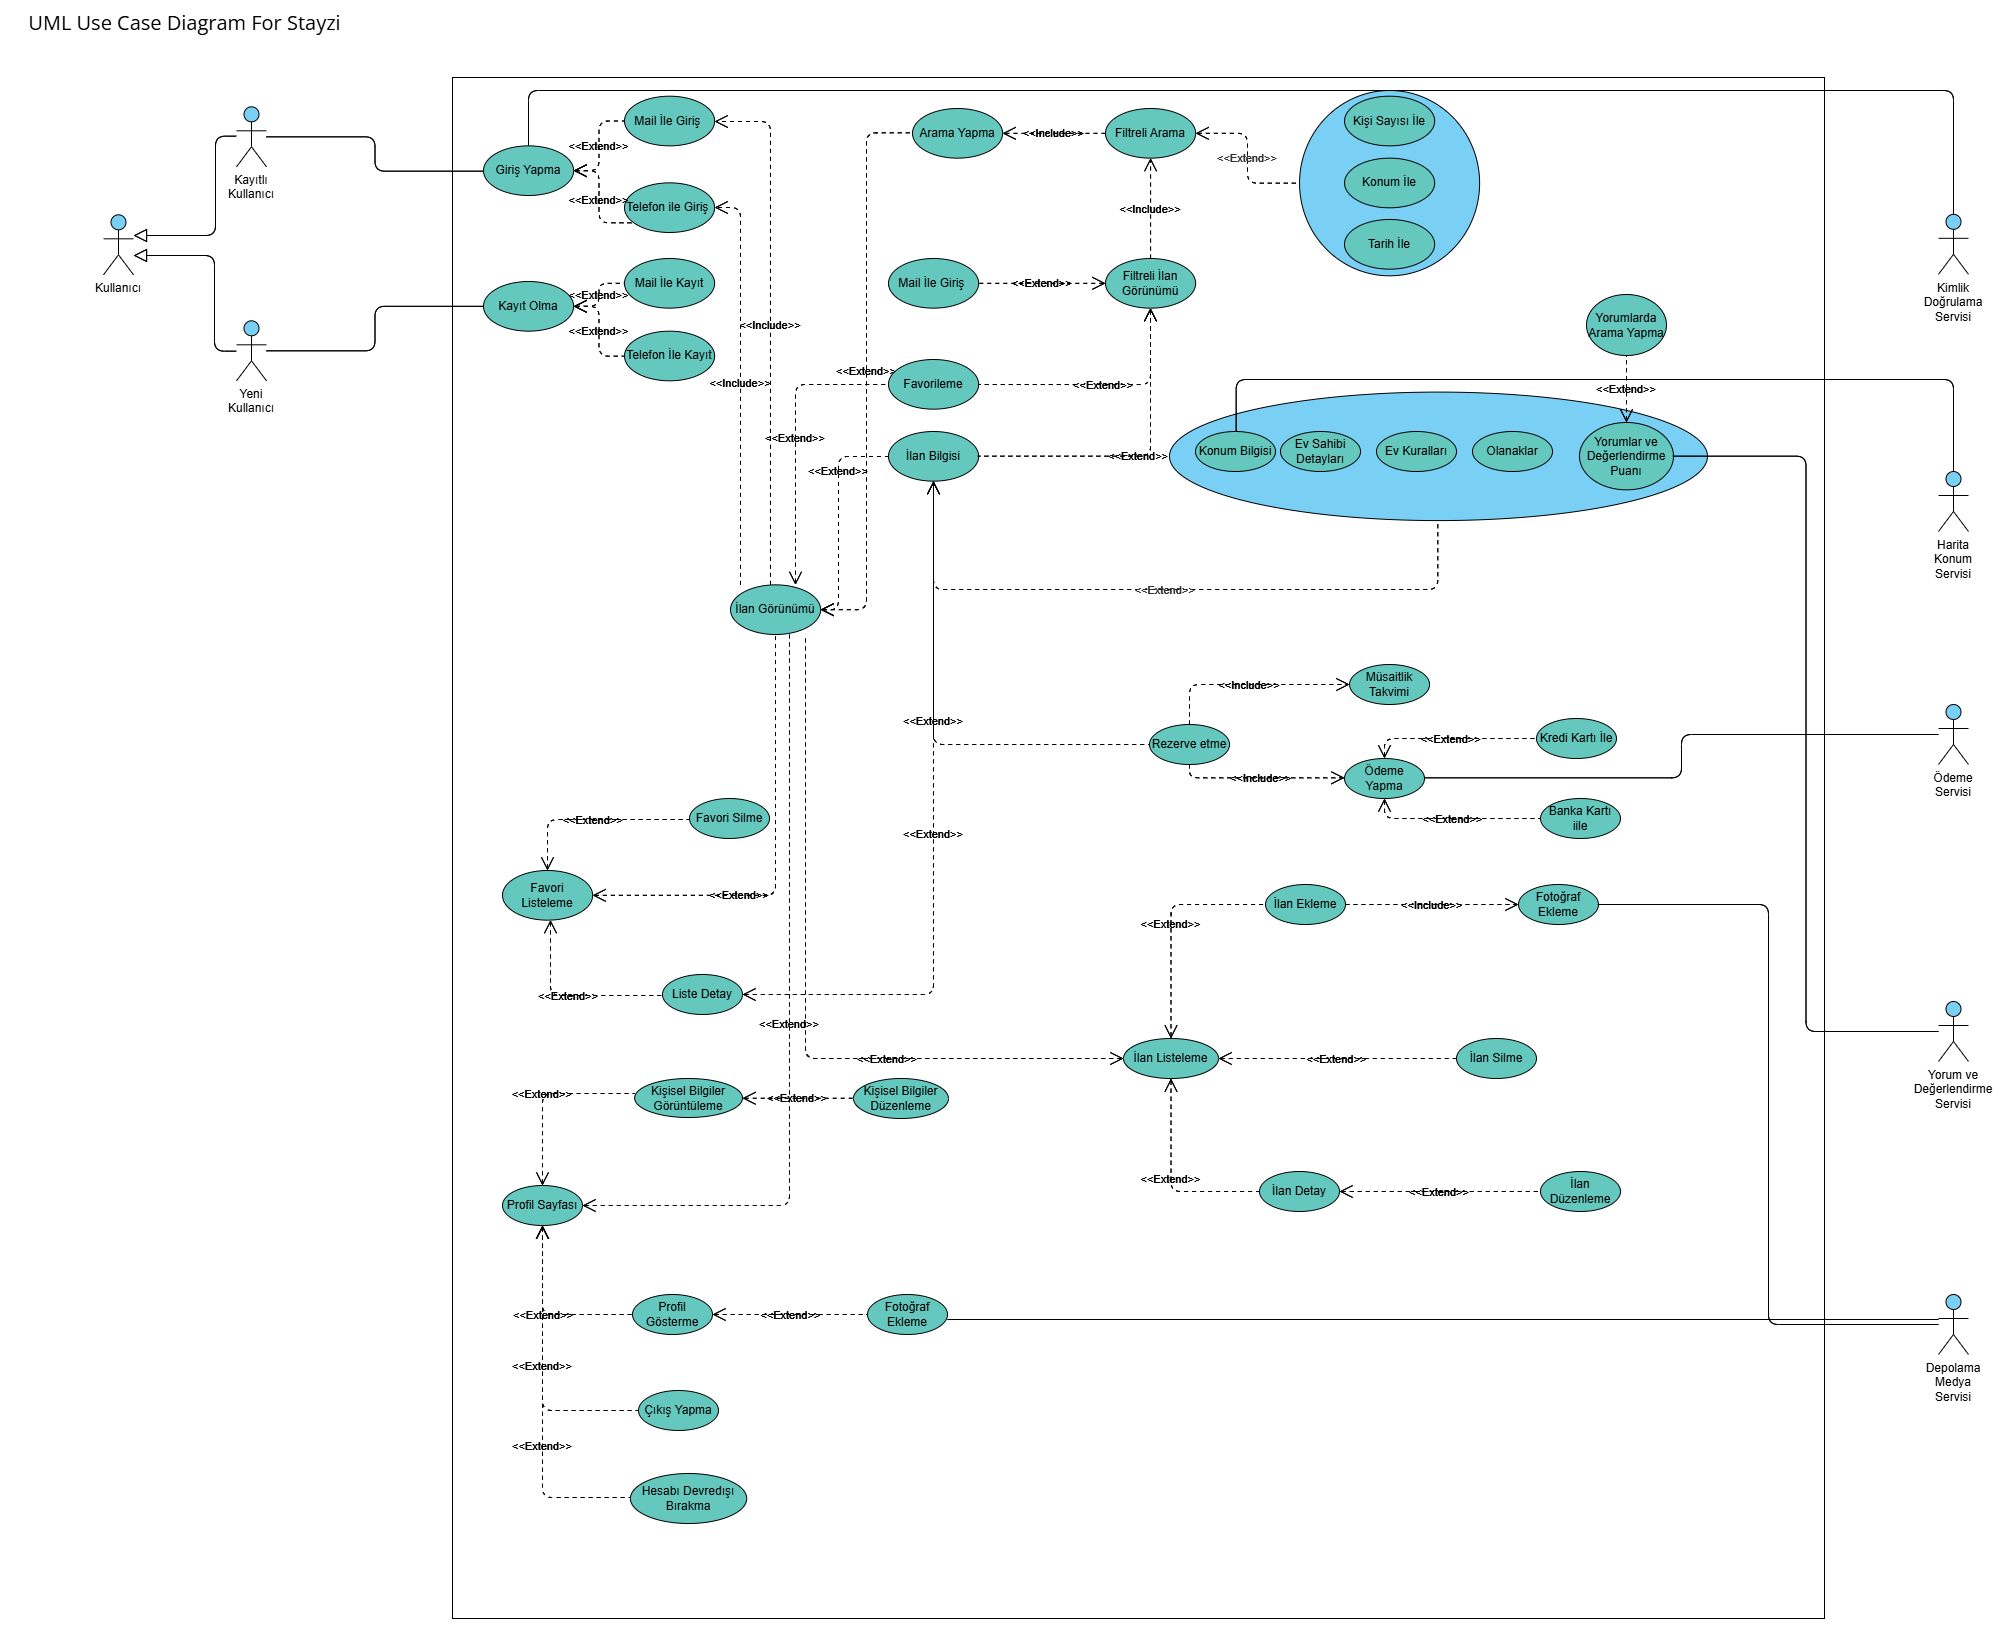 UML Use Case Diagram For Stayzi
Kayıtlı
Kullanıcı
Kullanıcı
Yeni
Kullanıcı
Giriş Yapma
Mail İle Giriş
<<Extend>>
<<Extend>>
Telefon ile Giriş
Kayıt Olma
Mail İle Kayıt
<<Extend>>
<<Extend>>
Telefon İle Kayıt
<<Include>>
<<Include>>
Arama Yapma
<<Include>>
Filtreli Arama
<<Extend>>
Kişi Sayısı İle
Konum İle
Tarih İle
<<Include>>
Mail İle Giriş
<<Extend>>
Filtreli İlan
Görünümü
Kimlik
Doğrulama
Servisi
Yorumlarda
Arama Yapma
<<Extend>>
<<Extend>>
Favorileme
<<Extend>>
<<Extend>>
<<Extend>>
İlan Bilgisi
<<Extend>>
Konum Bilgisi
Ev Sahibi
Detayları
Ev Kuralları
Olanaklar
Yorumlar ve
Değerlendirme
Puanı
Harita
Konum
Servisi
<<Extend>>
İlan Görünümü
Müsaitlik
Takvimi
<<Include>>
<<Extend>>
Rezerve etme
<<Include>>
Ödeme
Yapma
<<Extend>>
Kredi Kartı İle
<<Extend>>
Banka Kartı
iile
Ödeme
Servisi
<<Extend>>
Favori Silme
<<Extend>>
Favori
Listeleme
<<Extend>>
<<Extend>>
Liste Detay
<<Extend>>
İlan Ekleme
<<Include>>
Fotoğraf
Ekleme
<<Extend>>
<<Extend>>
<<Extend>>
İlan Listeleme
<<Extend>>
İlan Silme
Yorum ve
Değerlendirme
Servisi
<<Extend>>
Kişisel Bilgiler
Görüntüleme
<<Extend>>
Kişisel Bilgiler
Düzenleme
<<Extend>>
İlan Detay
<<Extend>>
İlan
Düzenleme
Profil Sayfası
<<Extend>>
Profil
Gösterme
<<Extend>>
Fotoğraf
Ekleme
<<Extend>>
Çıkış Yapma
<<Extend>>
Hesabı Devredışı
Bırakma
Depolama
Medya
Servisi